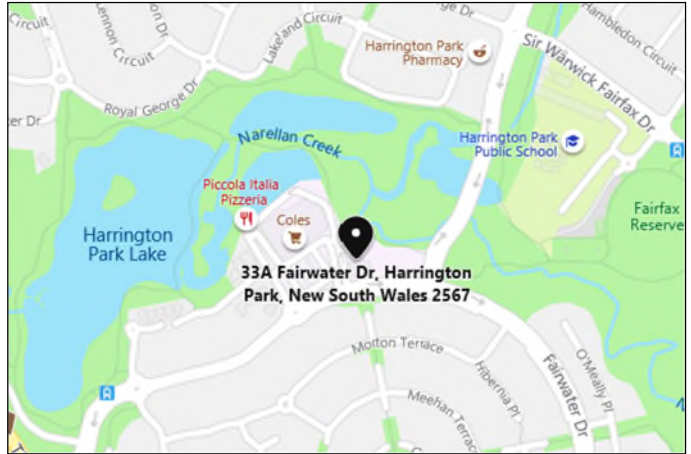 Circuit
Lennon Circuit
Lakeland Circuit
Royal George Dr
er Dr
Harrington Park
Pharmacy
Hambledon Circuit
Sir Warwick Fairfax Dr
Narellan Creek
Harrington Park
Public School
Piccola Italia
Pizzeria
Coles
Harrington
Park Lake
Fairfax
Reserve
33A Fairwater Dr, Harrington
Park, New South Wales 2567
Motton Terrace
Meehan Terrac
Hibernia Pl
Fairwater Dr
O'Meally Pl